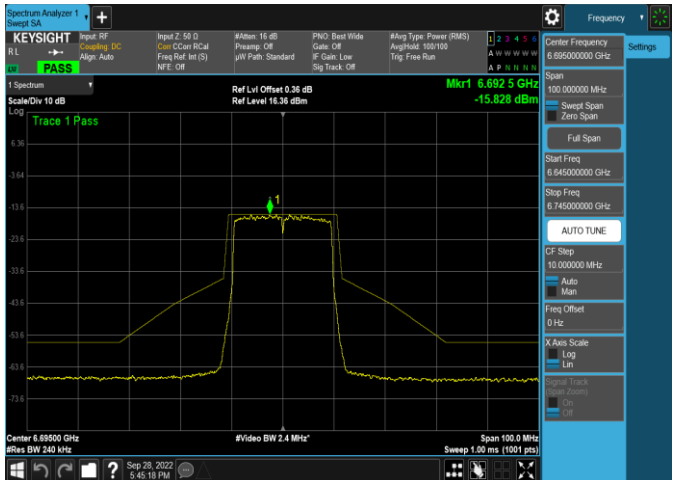 Spectrum Analyzer 1
Swept SA
+
Frequency
KEYSIGHT
R L
PASS
Input: RF
Coupling: DC
Align: Auto
Input Z: 50 Ω
Corr CCorr RCal
Freq Ref: Int (S)
NFE: Off
#Atten: 16 dB
Preamp: Off
µW Path: Standard
PNO: Best Wide
Gate: Off
IF Gain: Low
Sig Track: Off
#Avg Type: Power (RMS)
Avg|Hold: 100/100
Trig: Free Run
1 2 3 4 5 6
A W W W W W
A P N N N N
1 Spectrum
Scale/Div 10 dB
Log
Ref Lvl Offset 0.36 dB
Ref Level 16.36 dBm
Mkr1 6.692 5 GHz
-15.828 dBm
Trace 1 Pass
1
6.36
-3.64
-13.6
-23.6
-33.6
-43.6
-53.6
-63.6
-73.6
Center 6.69500 GHz
#Res BW 240 kHz
#Video BW 2.4 MHz*
Span 100.0 MHz
Sweep 1.00 ms (1001 pts)
Center Frequency
6.695000000 GHz
Span
100.000000 MHz
Swept Span
Zero Span
Full Span
Start Freq
6.645000000 GHz
Stop Freq
6.745000000 GHz
AUTO TUNE
CF Step
10.000000 MHz
Auto
Man
Freq Offset
0 Hz
X Axis Scale
Log
Lin
Signal Track
(Span Zoom)
On
Off
Settings
?
Sep 28, 2022
5:45:18 PM